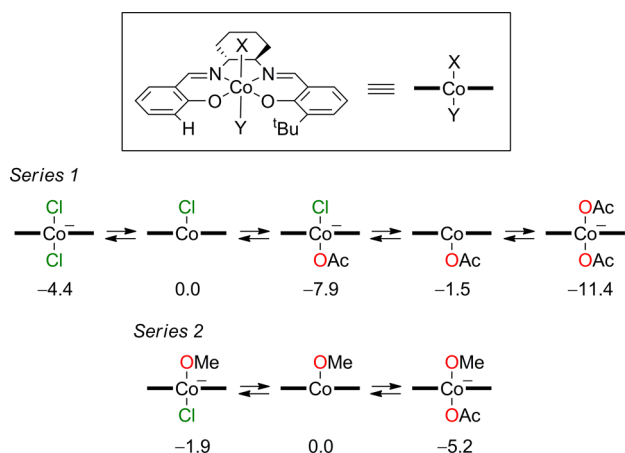 X
N N
Co
O O
H Y tBu
X
Co
Y
Series 1
Cl Cl Cl OAc
Co− Co Co− Co Co−
Cl OAc OAc OAc
−4.4 0.0 −7.9 −1.5 −11.4
Series 2
OMe OMe OMe
Co− Co Co−
Cl OAc
−1.9 0.0 −5.2